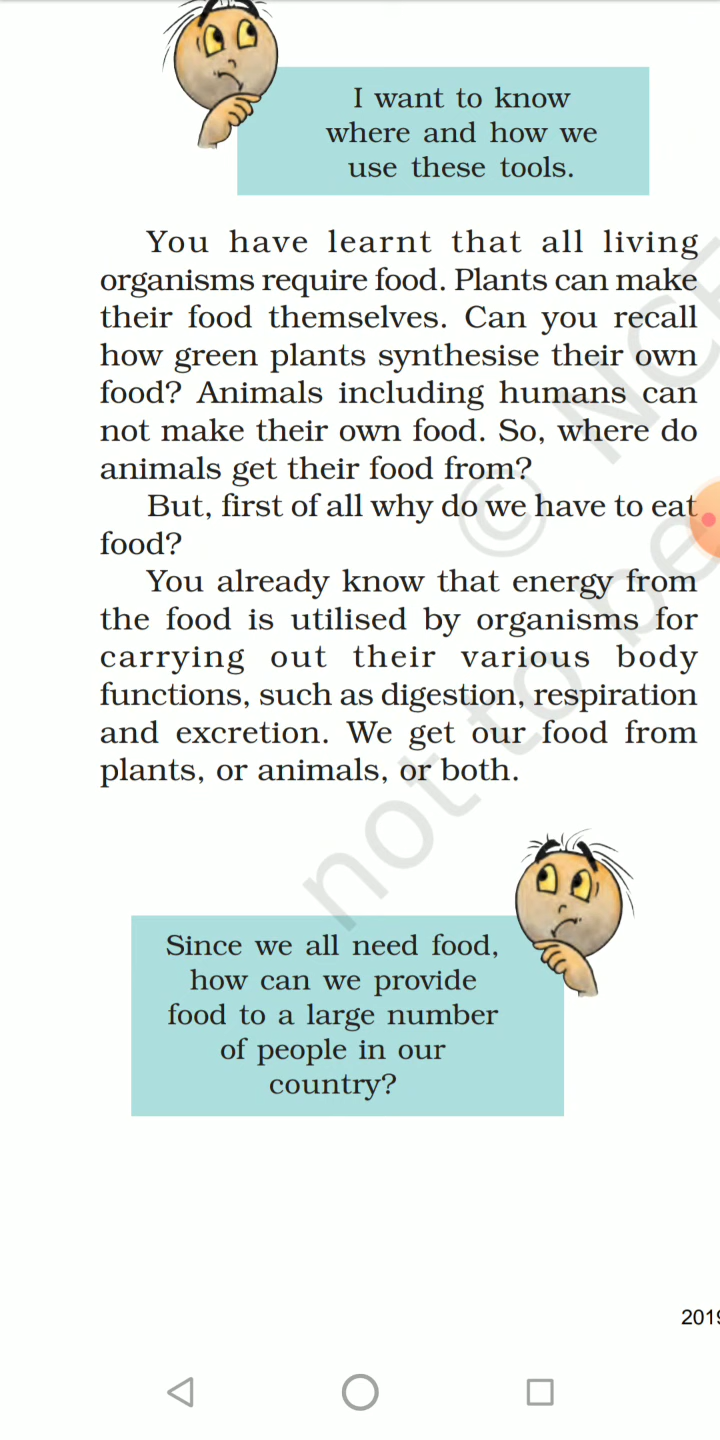 I want to know
where and how we
use these tools.
You have learnt that all living
organisms require food. Plants can make
their food themselves. Can you recall
how green plants synthesise their own
food? Animals including humans can
not make their own food. So, where do
animals get their food from?
But, first of all why do we have to eat
food?
You already know that energy from
the food is utilised by organisms for
carrying out their various body
functions, such as digestion, respiration
and excretion. We get our food from
plants, or animals, or both.
Since we all need food,
how can we provide
food to a large number
of people in our
country?
© NCE
not to be
2019